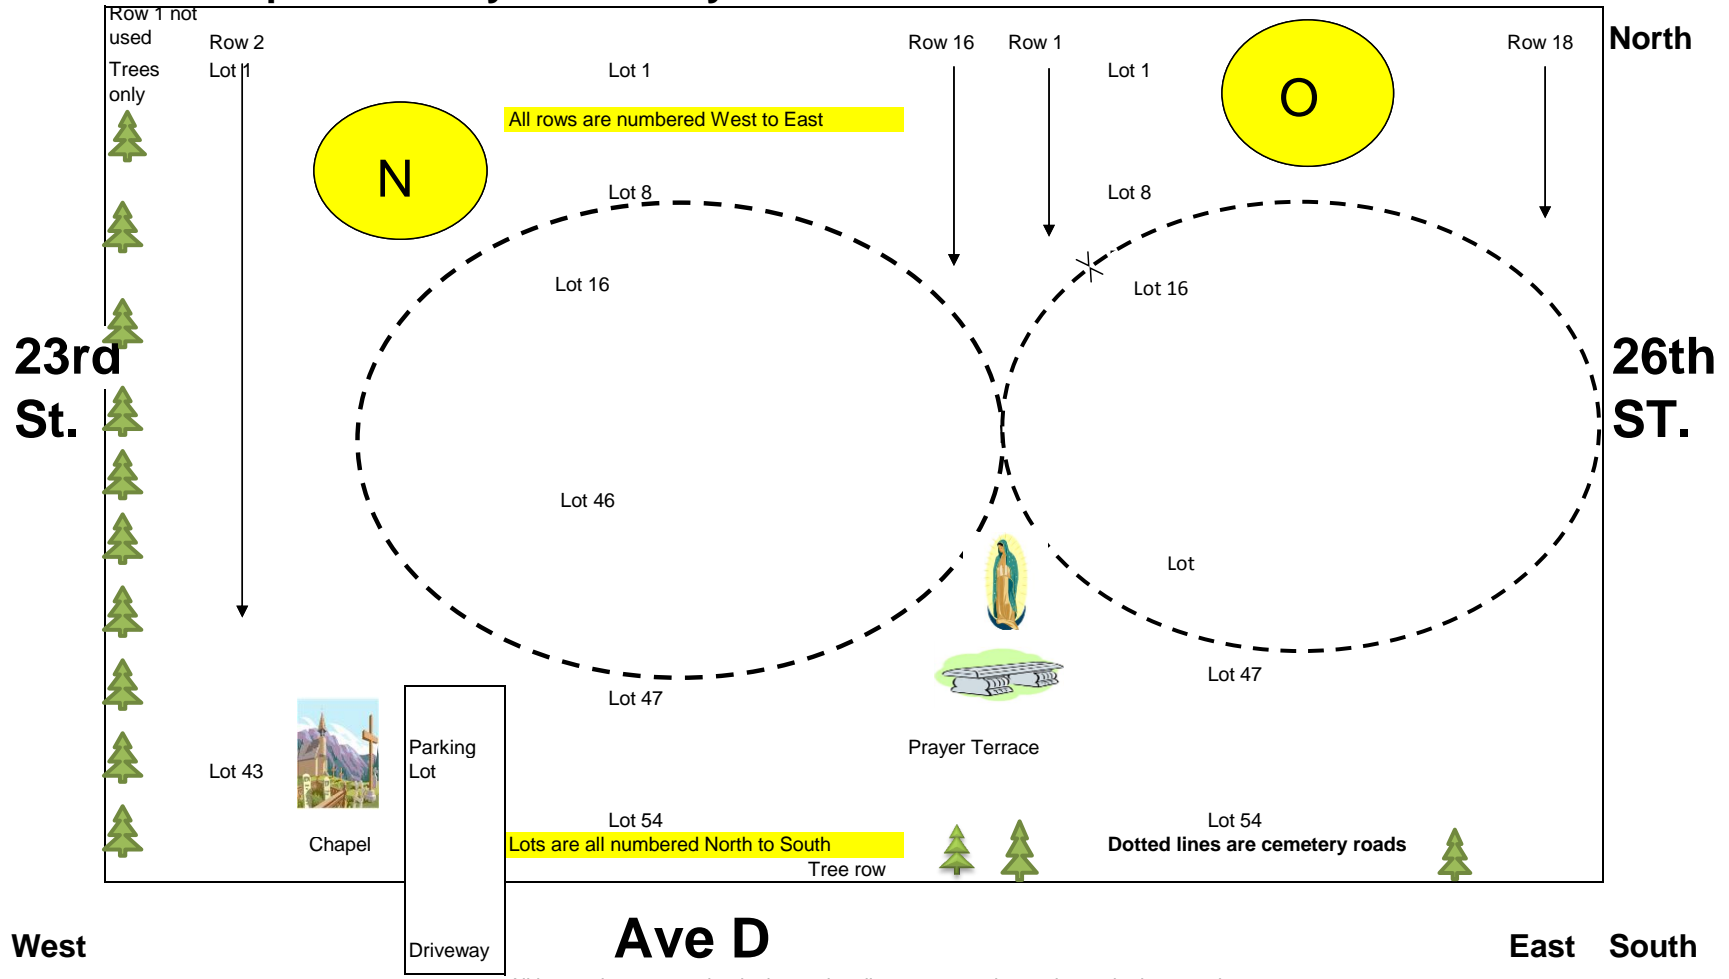 Row 1 not
used
Trees
only
Row 2
Lot 1
Lot 1
Row 16
Row 1
Lot 1
Row 18
North
N
O
All rows are numbered West to East
Lot 8
Lot 8
Lot 16
Lot 16
X
23rd
St.
26th
ST.
Lot 46
Lot
Lot 47
Lot 47
Parking
Lot
Lot 43
Prayer Terrace
Chapel
Lot 54
Lots are all numbered North to South
Tree row
Lot 54
Dotted lines are cemetery roads
West
Driveway
Ave D
East
South